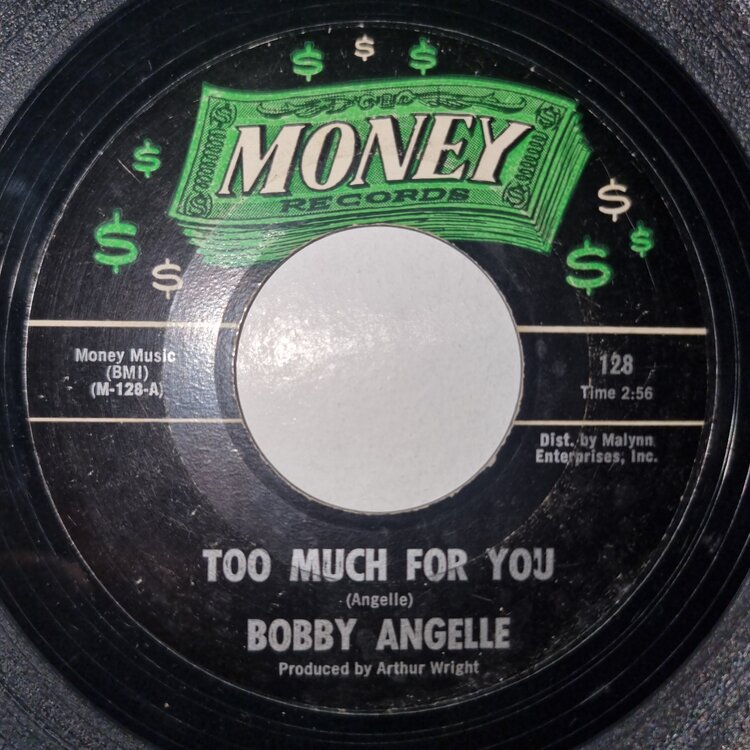 $ $ $
MONEY
RECORDS
$ $
$ $
$ $
Money Music
(BMI)
(M-128-A)
128
Time 2:56
Dist. by Malynn
Enterprises, Inc.
TOO MUCH FOR YOU
(Angelle)
BOBBY ANGELLE
Produced by Arthur Wright